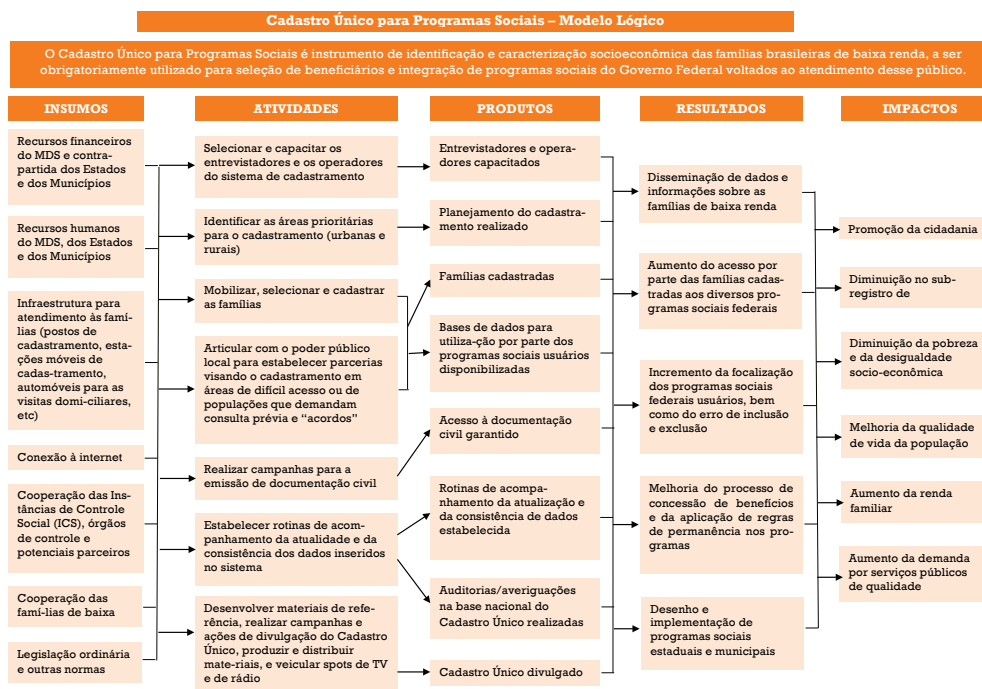 Cadastro Único para Programas Sociais – Modelo Lógico
O Cadastro Único para Programas Sociais é instrumento de identificação e caracterização socioeconômica das famílias brasileiras de baixa renda, a ser
obrigatoriamente utilizado para seleção de beneficiários e integração de programas sociais do Governo Federal voltados ao atendimento desse público.
INSUMOS
Recursos financeiros
do MDS e contra-
partida dos Estados
e dos Municípios
Recursos humanos
do MDS, dos Estados
e dos Municípios
Infraestrutura para
atendimento às famí-
lias (postos de
cadastramento, esta-
ções móveis de
cadas-tramento,
automóveis para as
visitas domi-ciliares,
etc)
Conexão à internet
Cooperação das Ins-
tâncias de Controle
Social (ICS), órgãos
de controle e
potenciais parceiros
Cooperação das
famí-lias de baixa
Legislação ordinária
e outras normas
ATIVIDADES
Selecionar e capacitar os
entrevistadores e os operadores
do sistema de cadastramento
Identificar as áreas prioritárias
para o cadastramento (urbanas e
rurais)
Mobilizar, selecionar e cadastrar
as famílias
Articular com o poder público
local para estabelecer parcerias
visando o cadastramento em
áreas de difícil acesso ou de
populações que demandam
consulta prévia e “acordos”
Realizar campanhas para a
emissão de documentação civil
Estabelecer rotinas de acom-
panhamento da atualidade e da
consistência dos dados inseridos
no sistema
Desenvolver materiais de refe-
rência, realizar campanhas e
ações de divulgação do Cadastro
Único, produzir e distribuir
mate-riais, e veicular spots de TV
e de rádio
PRODUTOS
Entrevistadores e opera-
dores capacitados
Planejamento do cadastra-
mento realizado
Famílias cadastradas
Bases de dados para
utiliza-ção por parte dos
programas sociais usuários
disponibilizadas
Acesso à documentação
civil garantido
Rotinas de acompa-
nhamento da atualização e
da consistência de dados
estabelecida
Auditorias/averiguações
na base nacional do
Cadastro Único realizadas
Cadastro Único divulgado
RESULTADOS
Disseminação de dados e
informações sobre as
famílias de baixa renda
Aumento do acesso por
parte das famílias cadas-
tradas aos diversos pro-
gramas sociais federais
Incremento da focalização
dos programas sociais
federais usuários, bem
como do erro de inclusão
e exclusão
Melhoria do processo de
concessão de benefícios
e da aplicação de regras
de permanência nos pro-
gramas
Desenho e
implementação de
programas sociais
estaduais e municipais
IMPACTOS
Promoção da cidadania
Diminuição no sub-
registro de
Diminuição da pobreza
e da desigualdade
socio-econômica
Melhoria da qualidade
de vida da população
Aumento da renda
familiar
Aumento da demanda
por serviços públicos
de qualidade